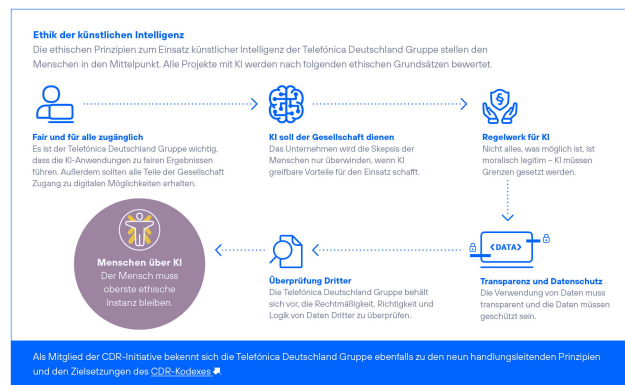 Ethik der künstlichen Intelligenz
Die ethischen Prinzipien zum Einsatz künstlicher Intelligenz der Telefónica Deutschland Gruppe stellen den
Menschen in den Mittelpunkt. Alle Projekte mit KI werden nach folgenden ethischen Grundsätzen bewertet.
Fair und für alle zugänglich
Es ist der Telefónica Deutschland Gruppe wichtig,
dass die KI-Anwendungen zu fairen Ergebnissen
führen. Außerdem sollten alle Teile der Gesellschaft
Zugang zu digitalen Möglichkeiten erhalten.
KI soll der Gesellschaft dienen
Das Unternehmen wird die Skepsis der
Menschen nur überwinden, wenn KI
greifbare Vorteile für den Einsatz schafft.
§
Regelwerk für KI
Nicht alles, was möglich ist, ist
moralisch legitim – KI müssen
Grenzen gesetzt werden.
<DATA>
Transparenz und Datenschutz
Die Verwendung von Daten muss
transparent und die Daten müssen
geschützt sein.
Überprüfung Dritter
Die Telefónica Deutschland Gruppe behält
sich vor, die Rechtmäßigkeit, Richtigkeit und
Logik von Daten Dritter zu überprüfen.
Menschen über KI
Der Mensch muss
oberste ethische
Instanz bleiben.
Als Mitglied der CDR-Initiative bekennt sich die Telefónica Deutschland Gruppe ebenfalls zu den neun handlungsleitenden Prinzipien
und den Zielsetzungen des CDR-Kodexes